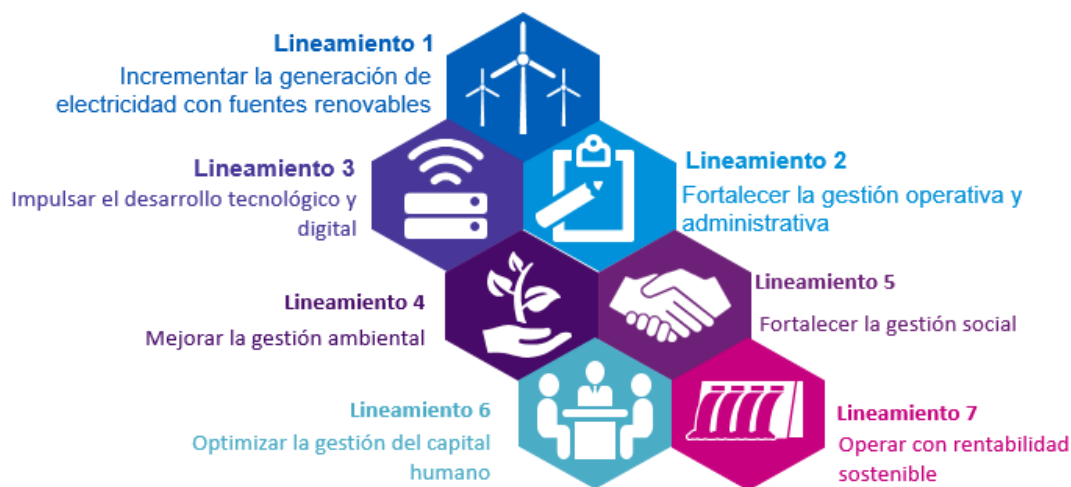 Lineamiento 1
Incrementar la generación de
electricidad con fuentes renovables
Lineamiento 2
Fortalecer la gestión operativa y
administrativa
Lineamiento 3
Impulsar el desarrollo tecnológico y
digital
Lineamiento 4
Mejorar la gestión ambiental
Lineamiento 5
Fortalecer la gestión social
Lineamiento 6
Optimizar la gestión del capital
humano
Lineamiento 7
Operar con rentabilidad
sostenible